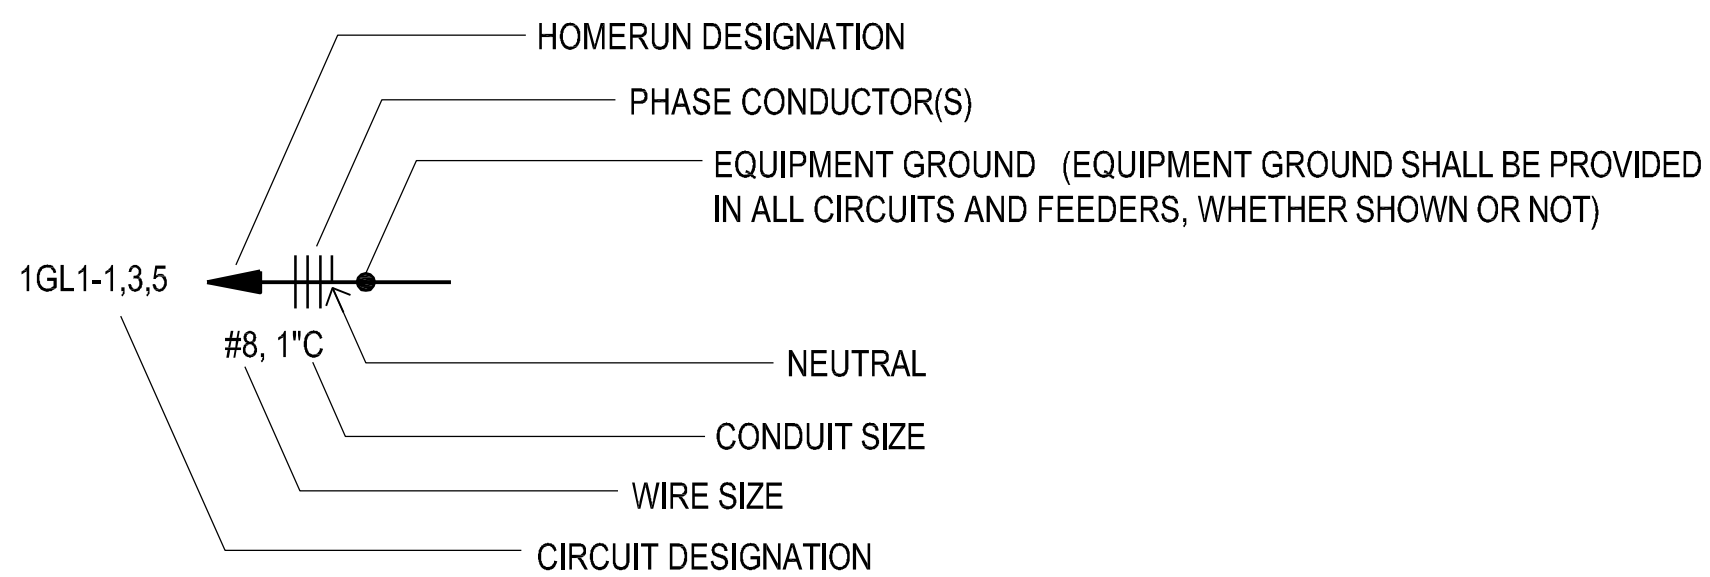 HOMERUN DESIGNATION
PHASE CONDUCTOR(S)
EQUIPMENT GROUND (EQUIPMENT GROUND SHALL BE PROVIDED
IN ALL CIRCUITS AND FEEDERS, WHETHER SHOWN OR NOT)
1GL1-1,3,5
#8, 1"C
NEUTRAL
CONDUIT SIZE
WIRE SIZE
CIRCUIT DESIGNATION